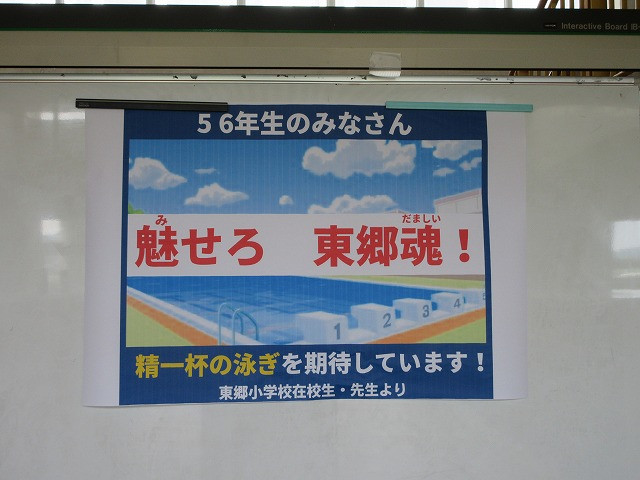 Interactive Board IB-
５６年生のみなさん
み だましい
魅せろ 東郷魂！
1 2 3 4 5
精一杯の泳ぎを期待しています！
東郷小学校在校生・先生より